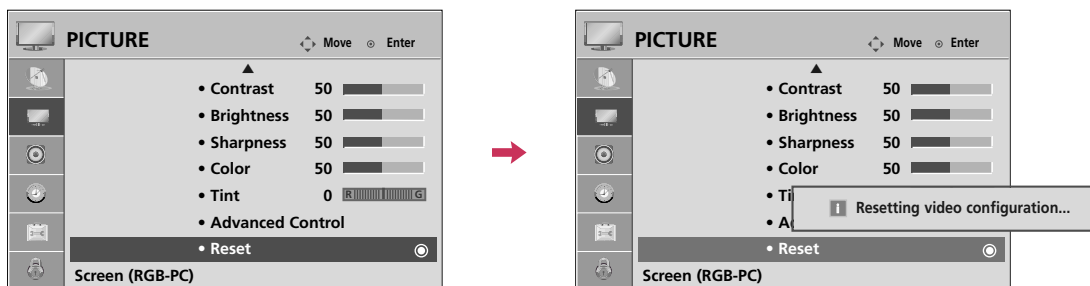 PICTURE Move Enter
• Contrast 50
• Brightness 50
• Sharpness 50
• Color 50
• Tint 0 R G
• Advanced Control
• Reset
Screen (RGB-PC)
PICTURE Move Enter
• Contrast 50
• Brightness 50
• Sharpness 50
• Color 50
• Ti
• A
i Resetting video configuration...
• Reset
Screen (RGB-PC)